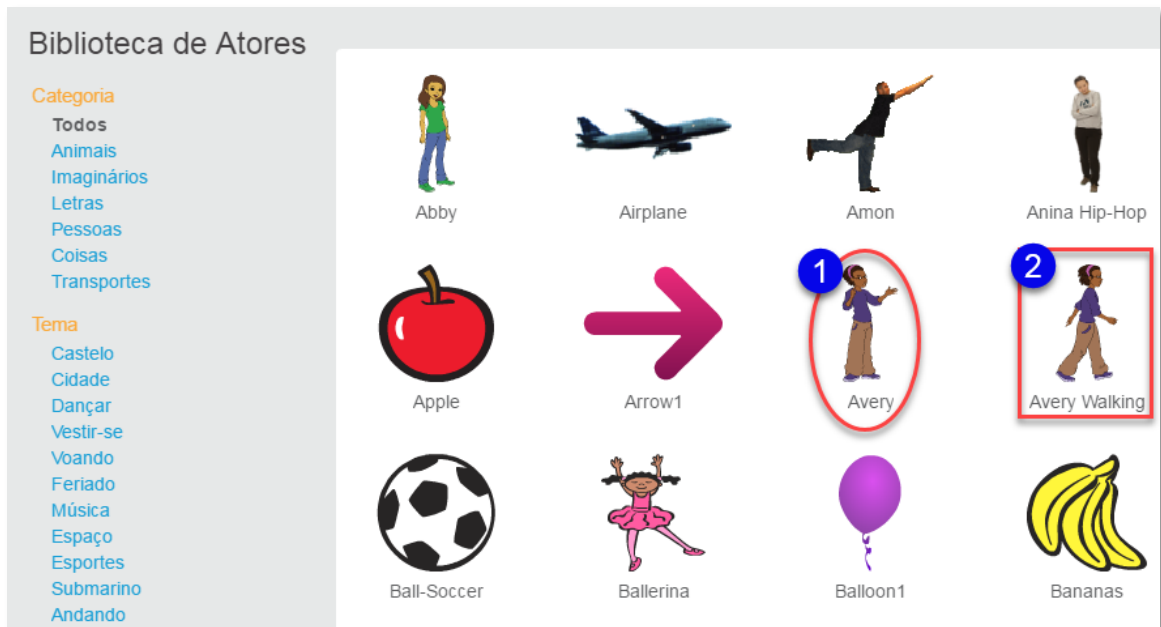 Biblioteca de Atores
Categoria
Todos
Animais
Imaginários
Letras
Pessoas
Coisas
Transportes
Tema
Castelo
Cidade
Dançar
Vestir-se
Voando
Feriado
Música
Espaço
Esportes
Submarino
Andando
Abby
Airplane
Amon
Anina Hip-Hop
1
2
Apple
Arrow1
Avery
Avery Walking
Ball-Soccer
Ballerina
Balloon1
Bananas